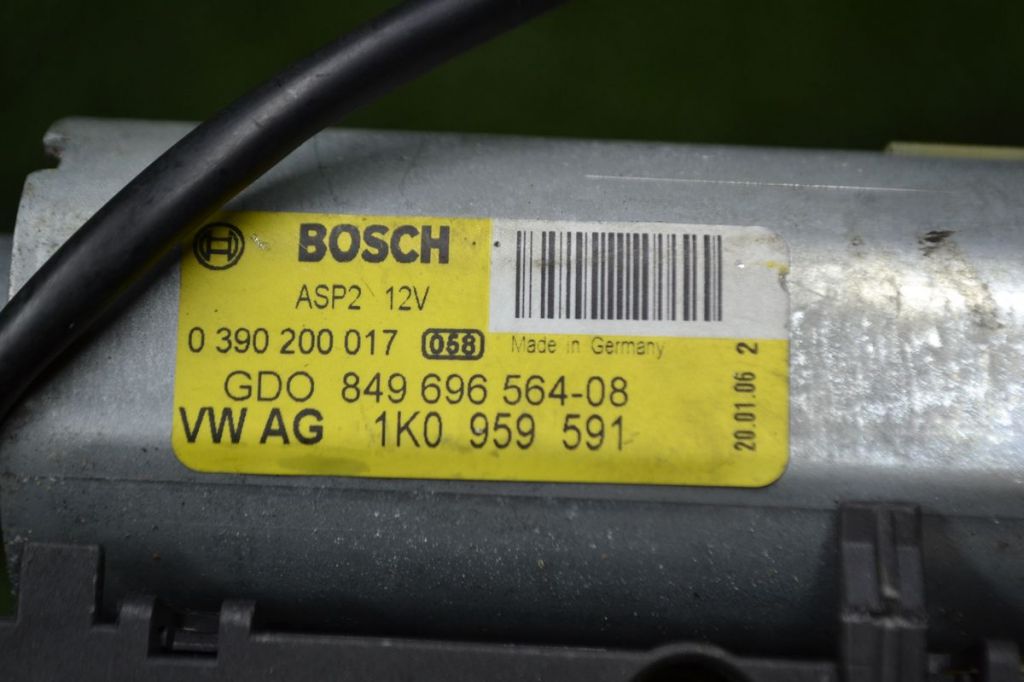 BOSCH
ASP2 12V
0 390 200 017 058 Made in Germany
GDO 849 696 564-08
VW AG 1K0 959 591
20.01.06 2